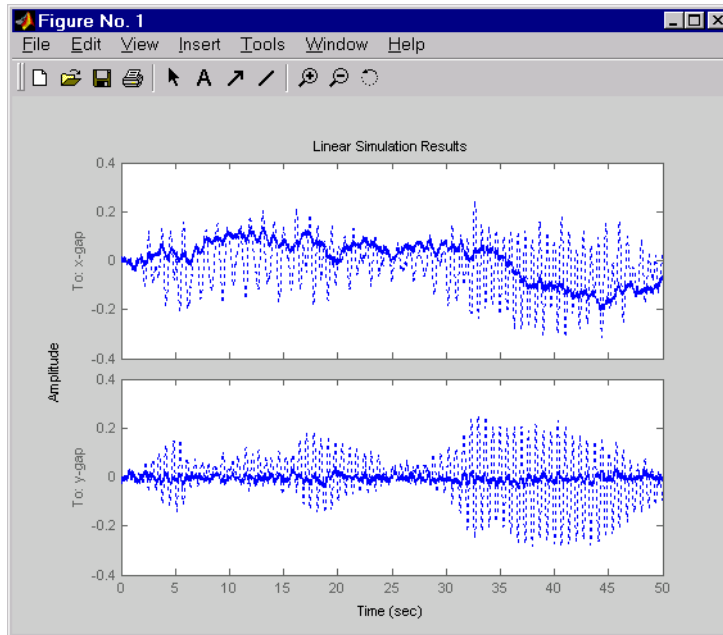 Figure No. 1
File Edit View Insert Tools Window Help
A
Linear Simulation Results
0.4
0.2
0
-0.2
-0.4
To: x-gap
Amplitude
0.4
0.2
0
-0.2
-0.4
To: y-gap
0 5 10 15 20 25 30 35 40 45 50
Time (sec)